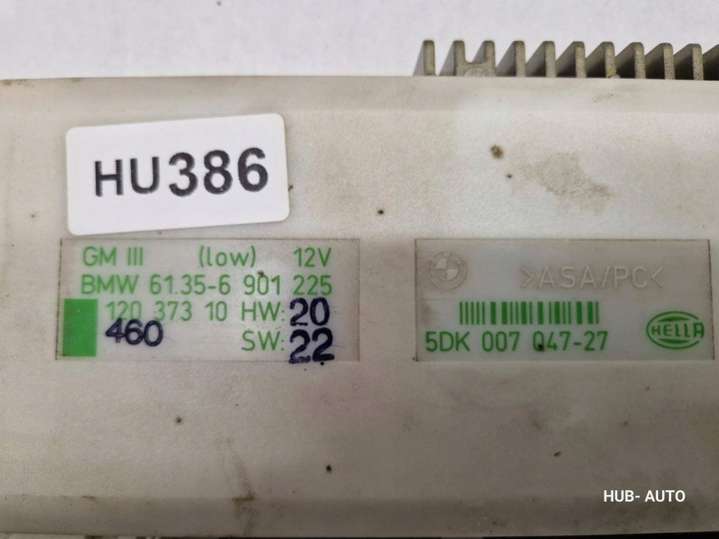 HU386
GM III (low) 12V
BMW 61.35-6 901 225
120 373 10 HW: 20
460 SW: 22
>ASA/PC<
5DK 007 047-27
HELLA
HUB- AUTO